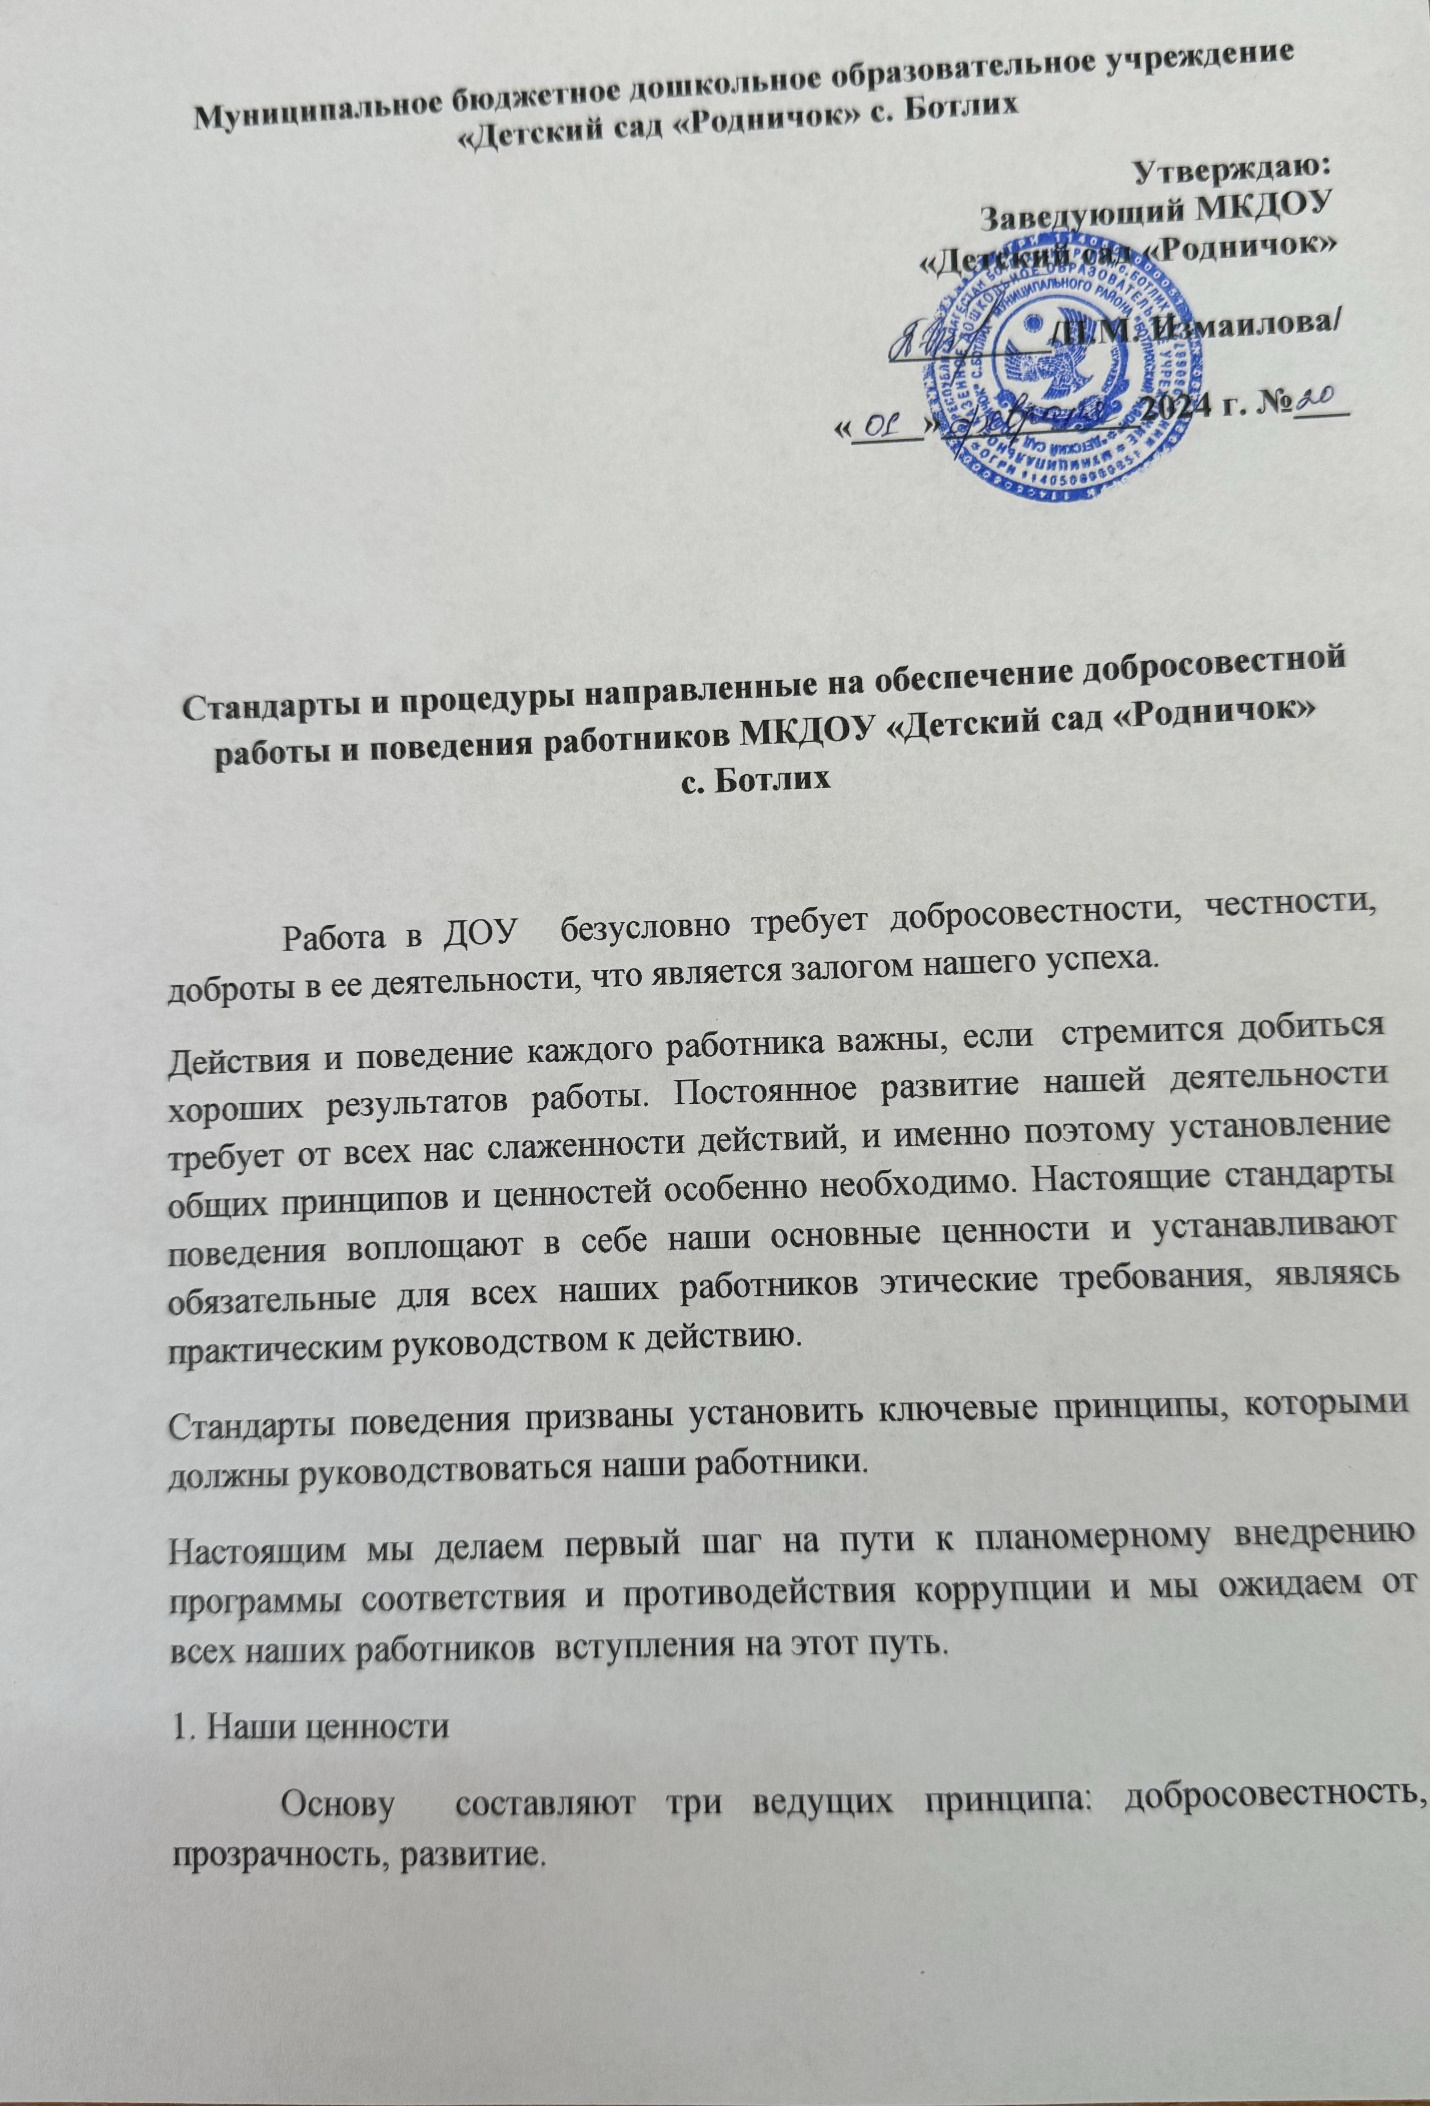 Муниципальное бюджетное дошкольное образовательное учреждение
«Детский сад «Родничок» с. Ботлих
Утверждаю:
Заведующий МКДОУ
«Детский сад «Родничок»
/П.М. Измаилова/
«01» февраля 2024 г. №20
Стандарты и процедуры направленные на обеспечение добросовестной
работы и поведения работников МКДОУ «Детский сад «Родничок»
с. Ботлих
Работа в ДОУ безусловно требует добросовестности, честности,
доброты в ее деятельности, что является залогом нашего успеха.
Действия и поведение каждого работника важны, если стремится добиться
хороших результатов работы. Постоянное развитие нашей деятельности
требует от всех нас слаженности действий, и именно поэтому установление
общих принципов и ценностей особенно необходимо. Настоящие стандарты
поведения воплощают в себе наши основные ценности и устанавливают
обязательные для всех наших работников этические требования, являясь
практическим руководством к действию.
Стандарты поведения призваны установить ключевые принципы, которыми
должны руководствоваться наши работники.
Настоящим мы делаем первый шаг на пути к планомерному внедрению
программы соответствия и противодействия коррупции и мы ожидаем от
всех наших работников вступления на этот путь.
1. Наши ценности
Основу составляют три ведущих принципа: добросовестность,
прозрачность, развитие.